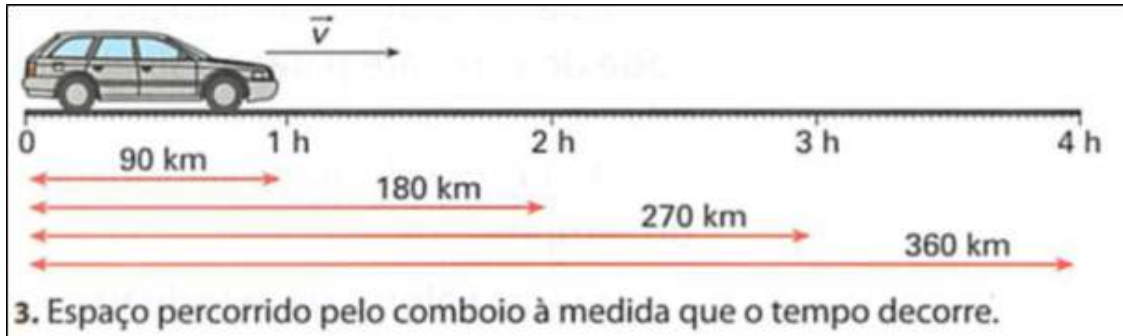 v
0 1 h 2 h 3 h 4 h
90 km
180 km
270 km
360 km
3. Espaço percorrido pelo comboio à medida que o tempo decorre.